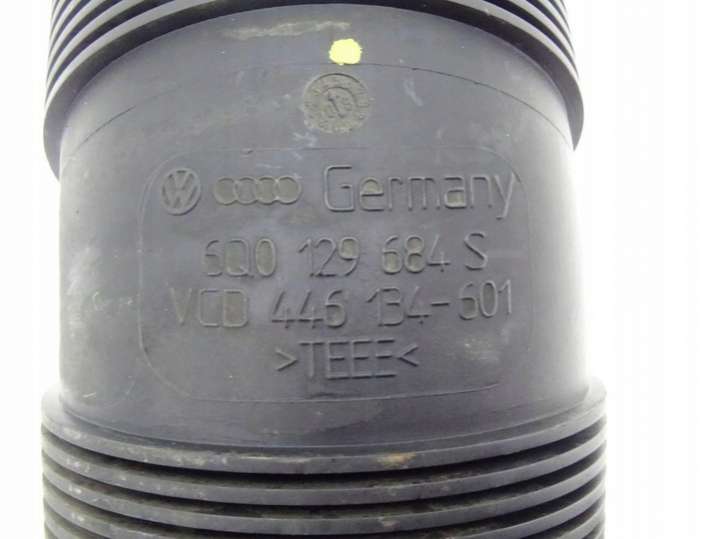 Germany
6Q0 129 684 S
VCD 446 134-601
>TEEE<